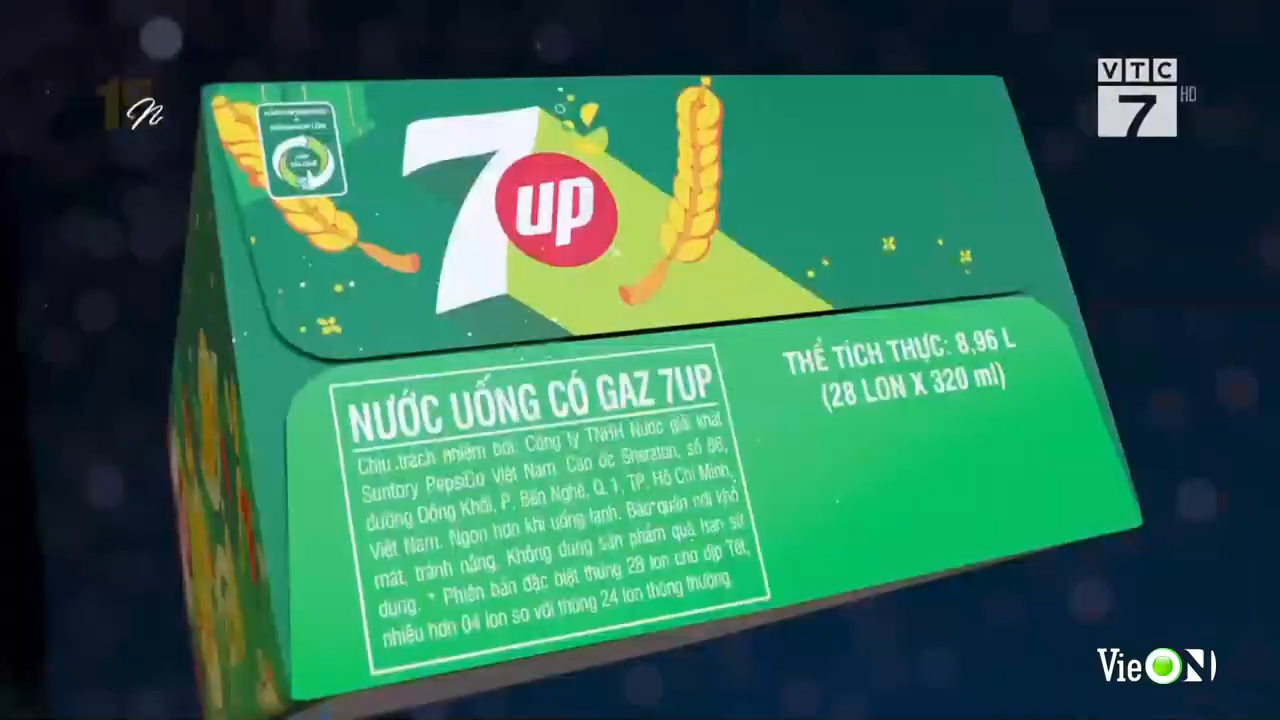 VTC
7
HD
7
up
NƯỚC UỐNG CÓ GAZ 7UP
Chịu trách nhiệm bởi: Công ty TNHH Nước giải khát
Suntory PepsiCo Việt Nam. Cao ốc Sheraton, số 88,
đường Đồng Khởi, P. Bến Nghé, Q. 1, TP. Hồ Chí Minh,
Việt Nam. Ngon hơn khi uống lạnh. Bảo quản nơi khô
mát, tránh nắng. Không dùng sản phẩm quá hạn sử
dụng. * Phiên bản đặc biệt thùng 28 lon cho dịp Tết,
nhiều hơn 04 lon so với thùng 24 lon thông thường.
THỂ TÍCH THỰC: 8,96 L
(28 LON X 320 ml)
VieON